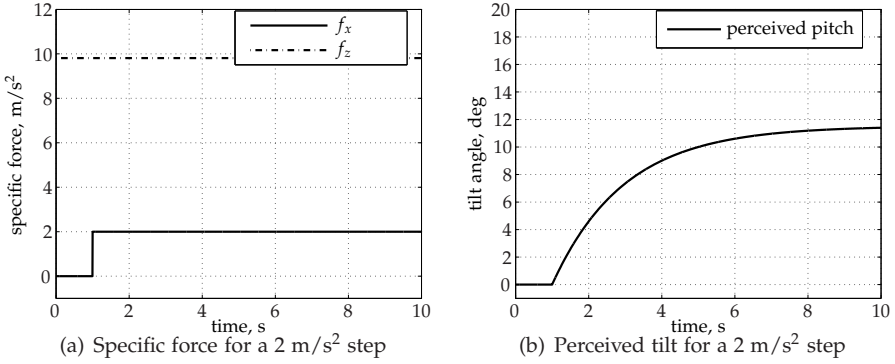 12
10
8
6
4
2
0
0 2 4 6 8 10
specific force, m/s²
time, s
f_x
f_z
(a) Specific force for a 2 m/s² step
20
18
16
14
12
10
8
6
4
2
0
0 2 4 6 8 10
tilt angle, deg
time, s
perceived pitch
(b) Perceived tilt for a 2 m/s² step